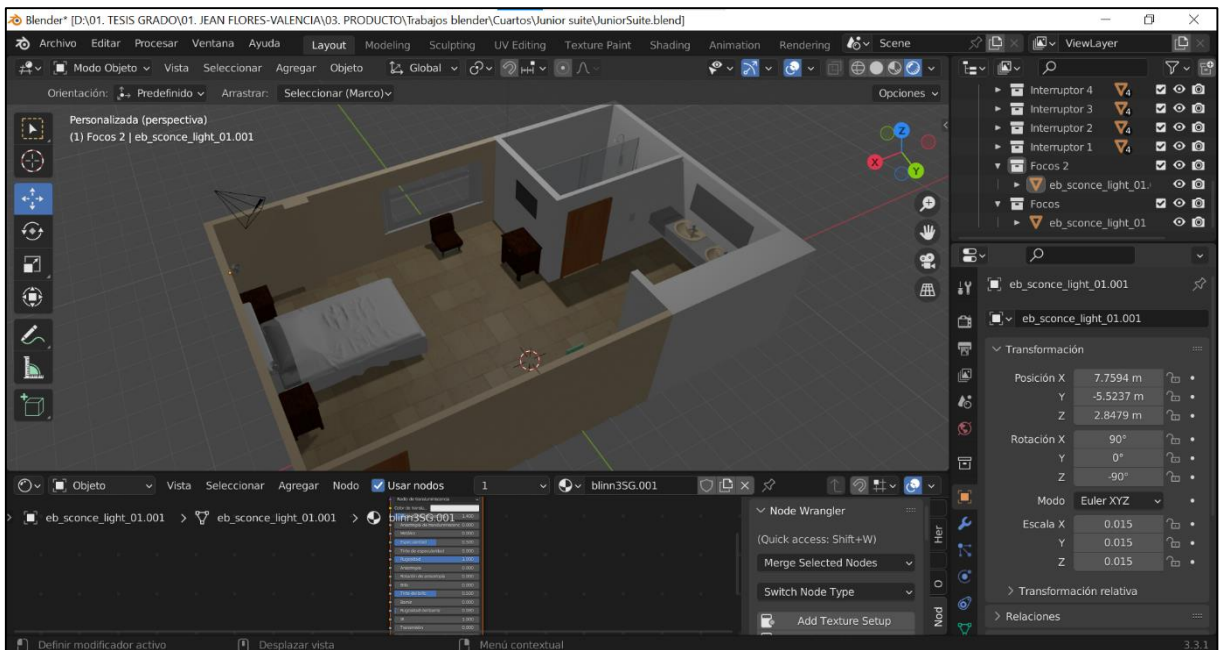 Blender* [D:\01. TESIS GRADO\01. JEAN FLORES-VALENCIA\03. PRODUCTO\Trabajos blender\Cuartos\Junior suite\JuniorSuite.blend]
Archivo Editar Procesar Ventana Ayuda Layout Modeling Sculpting UV Editing Texture Paint Shading Animation Rendering Scene ViewLayer
Modo Objeto Vista Seleccionar Agregar Objeto Global
Orientación: Predefinido Arrastrar: Seleccionar (Marco) Opciones
Personalizada (perspectiva)
(1) Focos 2 | eb_sconce_light_01.001
Z
X
Y
Interruptor 4 4
Interruptor 3 4
Interruptor 2 4
Interruptor 1 4
Focos 2
eb_sconce_light_01.
Focos
eb_sconce_light_01
eb_sconce_light_01.001
eb_sconce_light_01.001
Transformación
Posición X 7.7594 m
Y -5.5237 m
Z 2.8479 m
Rotación X 90°
Y 0°
Z -90°
Modo Euler XYZ
Escala X 0.015
Y 0.015
Z 0.015
Transformación relativa
Relaciones
Objeto Vista Seleccionar Agregar Nodo Usar nodos 1 blinn3SG.001
eb_sconce_light_01.001 > eb_sconce_light_01.001 > blinn3SG.001
Node Wrangler
(Quick access: Shift+W)
Merge Selected Nodes
Switch Node Type
Add Texture Setup
Her
O
Nod
Definir modificador activo Desplazar vista Menú contextual 3.3.1